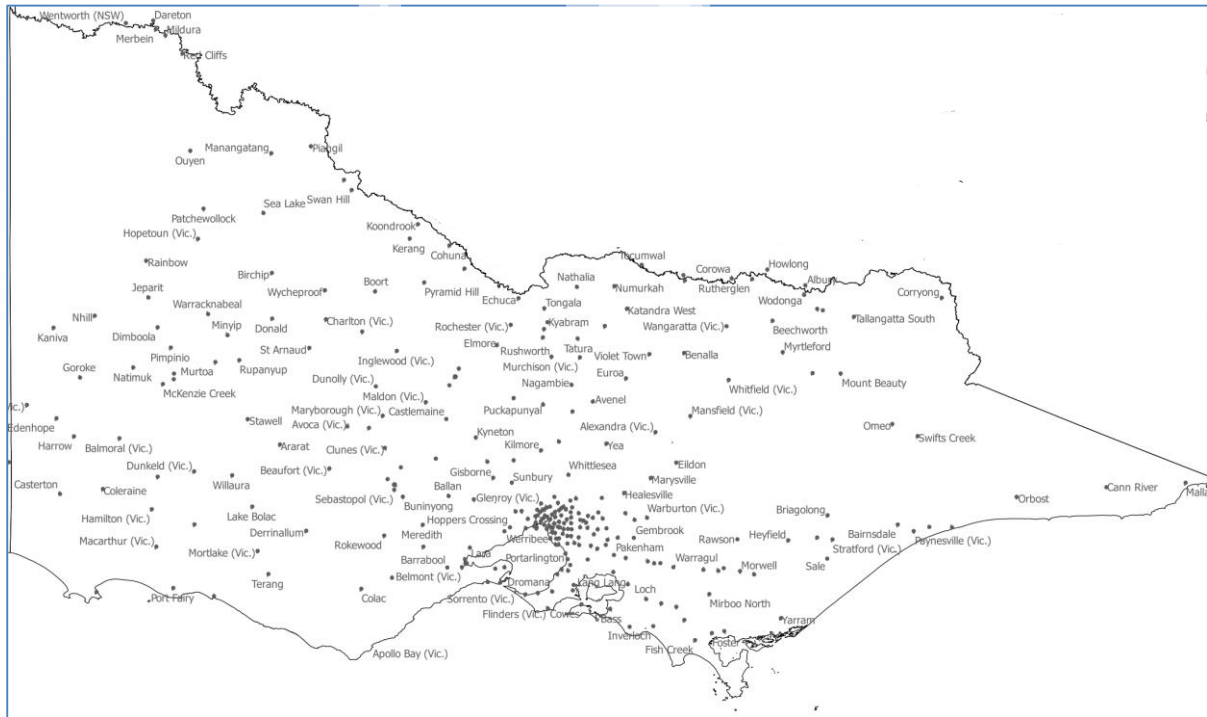 Wentworth (NSW)
Dareton
Mildura
Merbein
Red Cliffs
Manangatang
Piangil
Ouyen
Swan Hill
Sea Lake
Patchewollock
Koondrook
Hopetoun (Vic.)
Kerang
Cohuna
Tocumwal
Rainbow
Corowa
Howlong
Birchip
Nathalia
Albury
Jeparit
Boort
Wycheproof
Pyramid Hill
Echuca
Numurkah
Rutherglen
Wodonga
Corryong
Warracknabeal
Tongala
Katandra West
Nhill
Minyip
Donald
Charlton (Vic.)
Rochester (Vic.)
Kyabram
Wangaratta (Vic.)
Beechworth
Tallangatta South
Kaniva
Dimboola
Elmore
Myrtleford
St Arnaud
Inglewood (Vic.)
Rushworth
Tatura
Violet Town
Benalla
Pimpinio
Murchison (Vic.)
Goroke
Natimuk
Murtoa
Rupanyup
Euroa
McKenzie Creek
Dunolly (Vic.)
Nagambie
Whitfield (Vic.)
Mount Beauty
Maldon (Vic.)
Avenel
Vic.)
Maryborough (Vic.)
Castlemaine
Puckapunyal
Mansfield (Vic.)
Edenhope
Stawell
Avoca (Vic.)
Alexandra (Vic.)
Omeo
Harrow
Balmoral (Vic.)
Ararat
Clunes (Vic.)
Kyneton
Kilmore
Yea
Swifts Creek
Dunkeld (Vic.)
Beaufort (Vic.)
Gisborne
Whittlesea
Eildon
Casterton
Coleraine
Willaura
Ballan
Sunbury
Marysville
Sebastopol (Vic.)
Glenroy (Vic.)
Healesville
Orbost
Cann River
Malla
Hamilton (Vic.)
Lake Bolac
Buninyong
Warburton (Vic.)
Briagolong
Hoppers Crossing
Macarthur (Vic.)
Derrinallum
Meredith
Werribee
Gembrook
Rawson
Heyfield
Bairnsdale
Mortlake (Vic.)
Rokewood
Lara
Pakenham
Stratford (Vic.)
Paynesville (Vic.)
Barrabool
Portarlington
Warragul
Morwell
Sale
Terang
Belmont (Vic.)
Dromana
Lang Lang
Loch
Port Fairy
Colac
Sorrento (Vic.)
Mirboo North
Flinders (Vic.)
Cowes
Bass
Yarram
Inverloch
Foster
Apollo Bay (Vic.)
Fish Creek